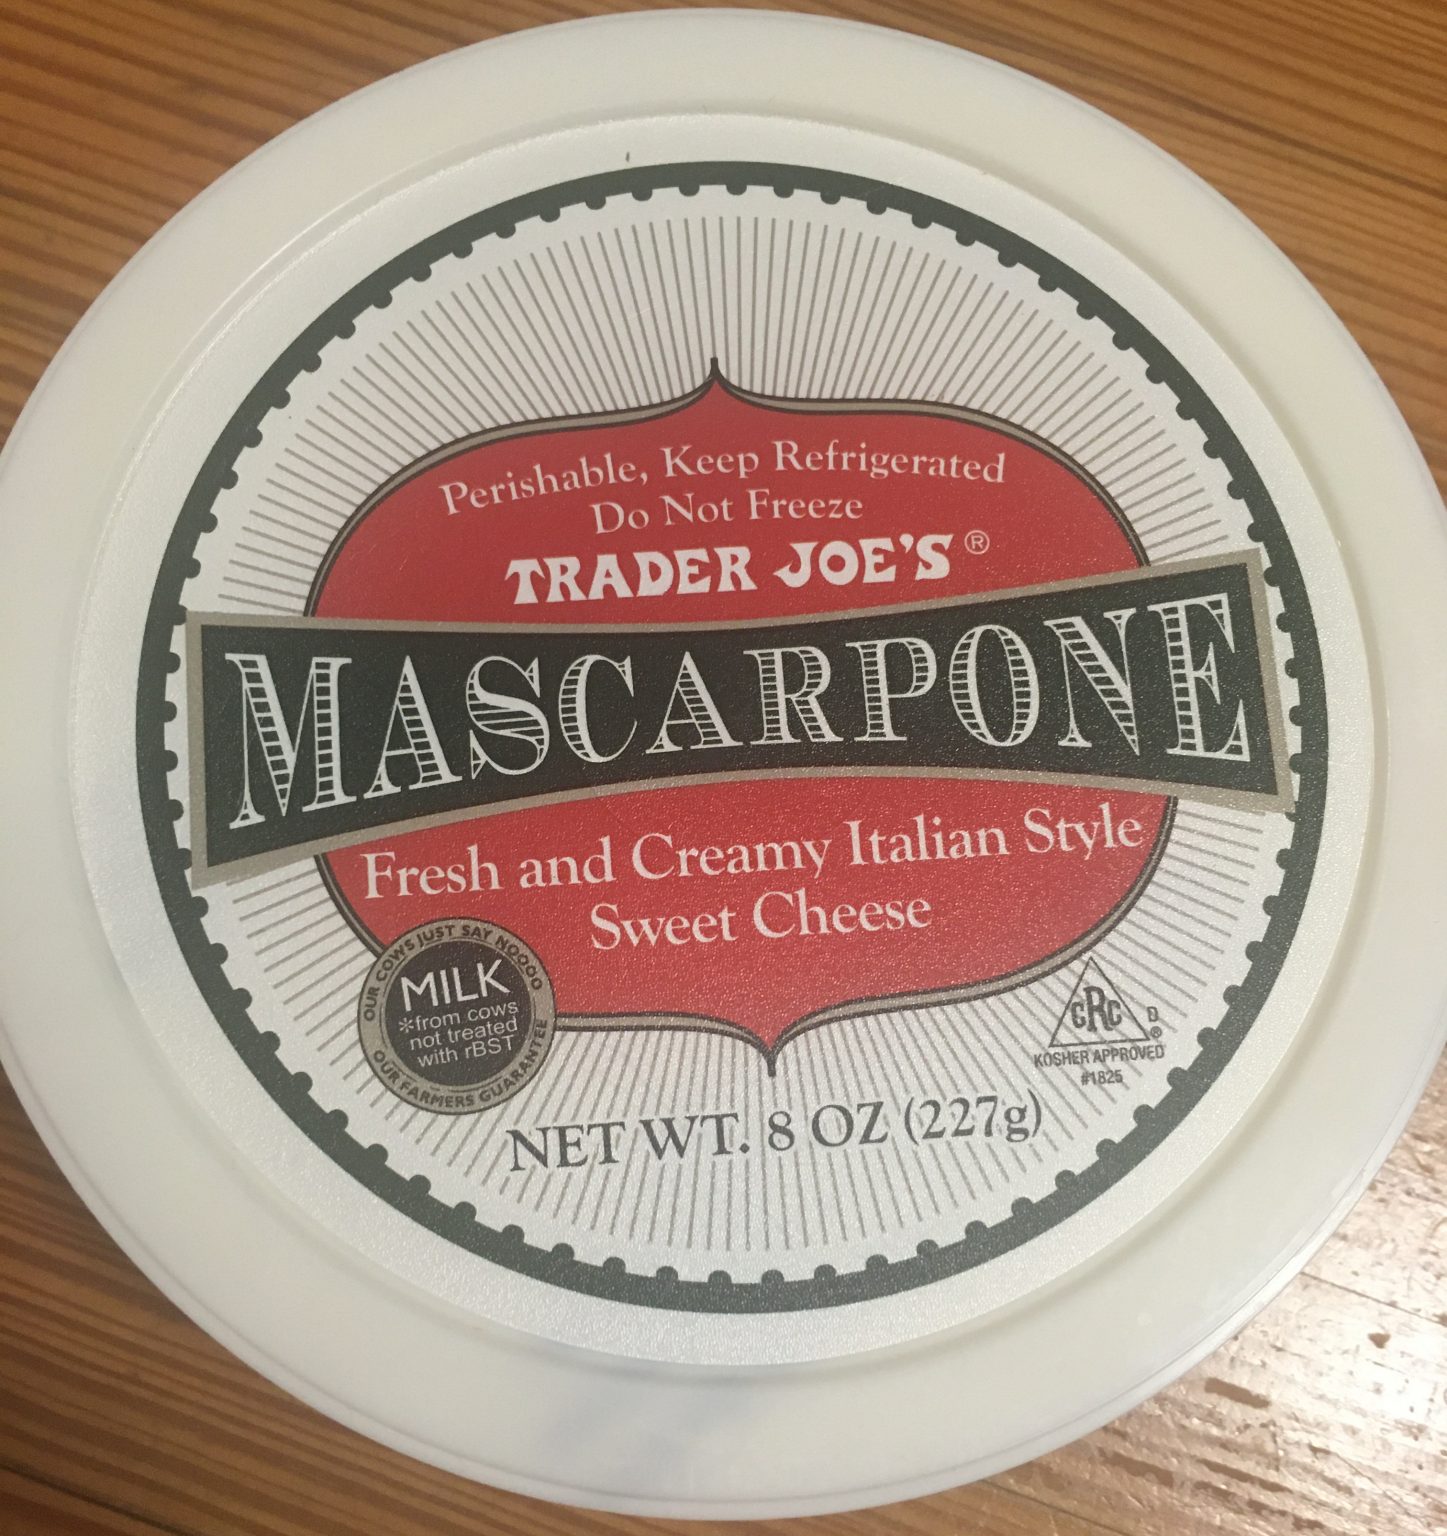 Perishable, Keep Refrigerated
Do Not Freeze
TRADER JOE'S®
MASCARPONE
Fresh and Creamy Italian Style
Sweet Cheese
OUR COWS JUST SAY NOOOO
MILK
*from cows
not treated
with rBST
OUR FARMERS GUARANTEE
CRC D
®
KOSHER APPROVED
#1825
NET WT. 8 OZ (227g)